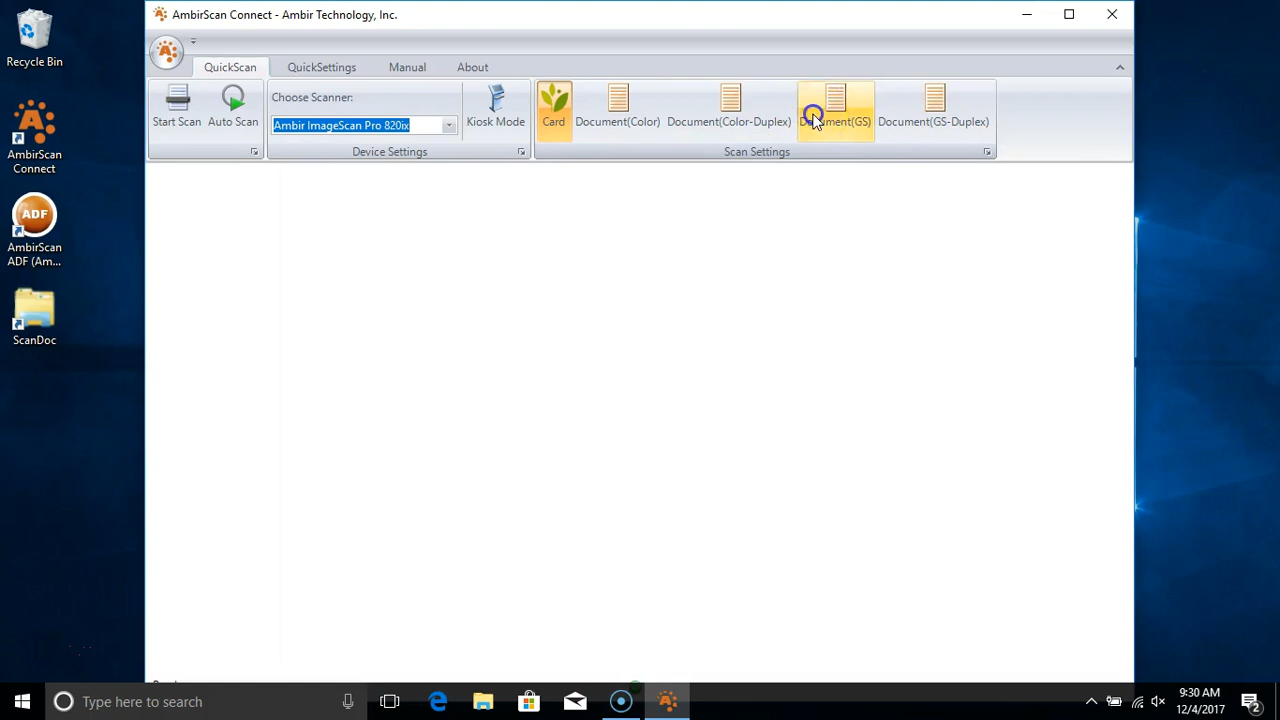 AmbirScan Connect - Ambir Technology, Inc.
Recycle Bin
QuickScan
QuickSettings
Manual
About
Choose Scanner:
Start Scan
Auto Scan
Ambir ImageScan Pro 820ix
Kiosk Mode
Card
Document(Color)
Document(Color-Duplex)
Document(GS)
Document(GS-Duplex)
Device Settings
Scan Settings
AmbirScan
Connect
ADF
AmbirScan
ADF (Am...
ScanDoc
Type here to search
9:30 AM
12/4/2017
2